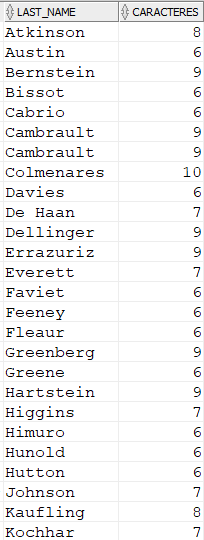 LAST_NAME CARACTERES
Atkinson 8
Austin 6
Bernstein 9
Bissot 6
Cabrio 6
Cambrault 9
Cambrault 9
Colmenares 10
Davies 6
De Haan 7
Dellinger 9
Errazuriz 9
Everett 7
Faviet 6
Feeney 6
Fleaur 6
Greenberg 9
Greene 6
Hartstein 9
Higgins 7
Himuro 6
Hunold 6
Hutton 6
Johnson 7
Kaufling 8
Kochhar 7